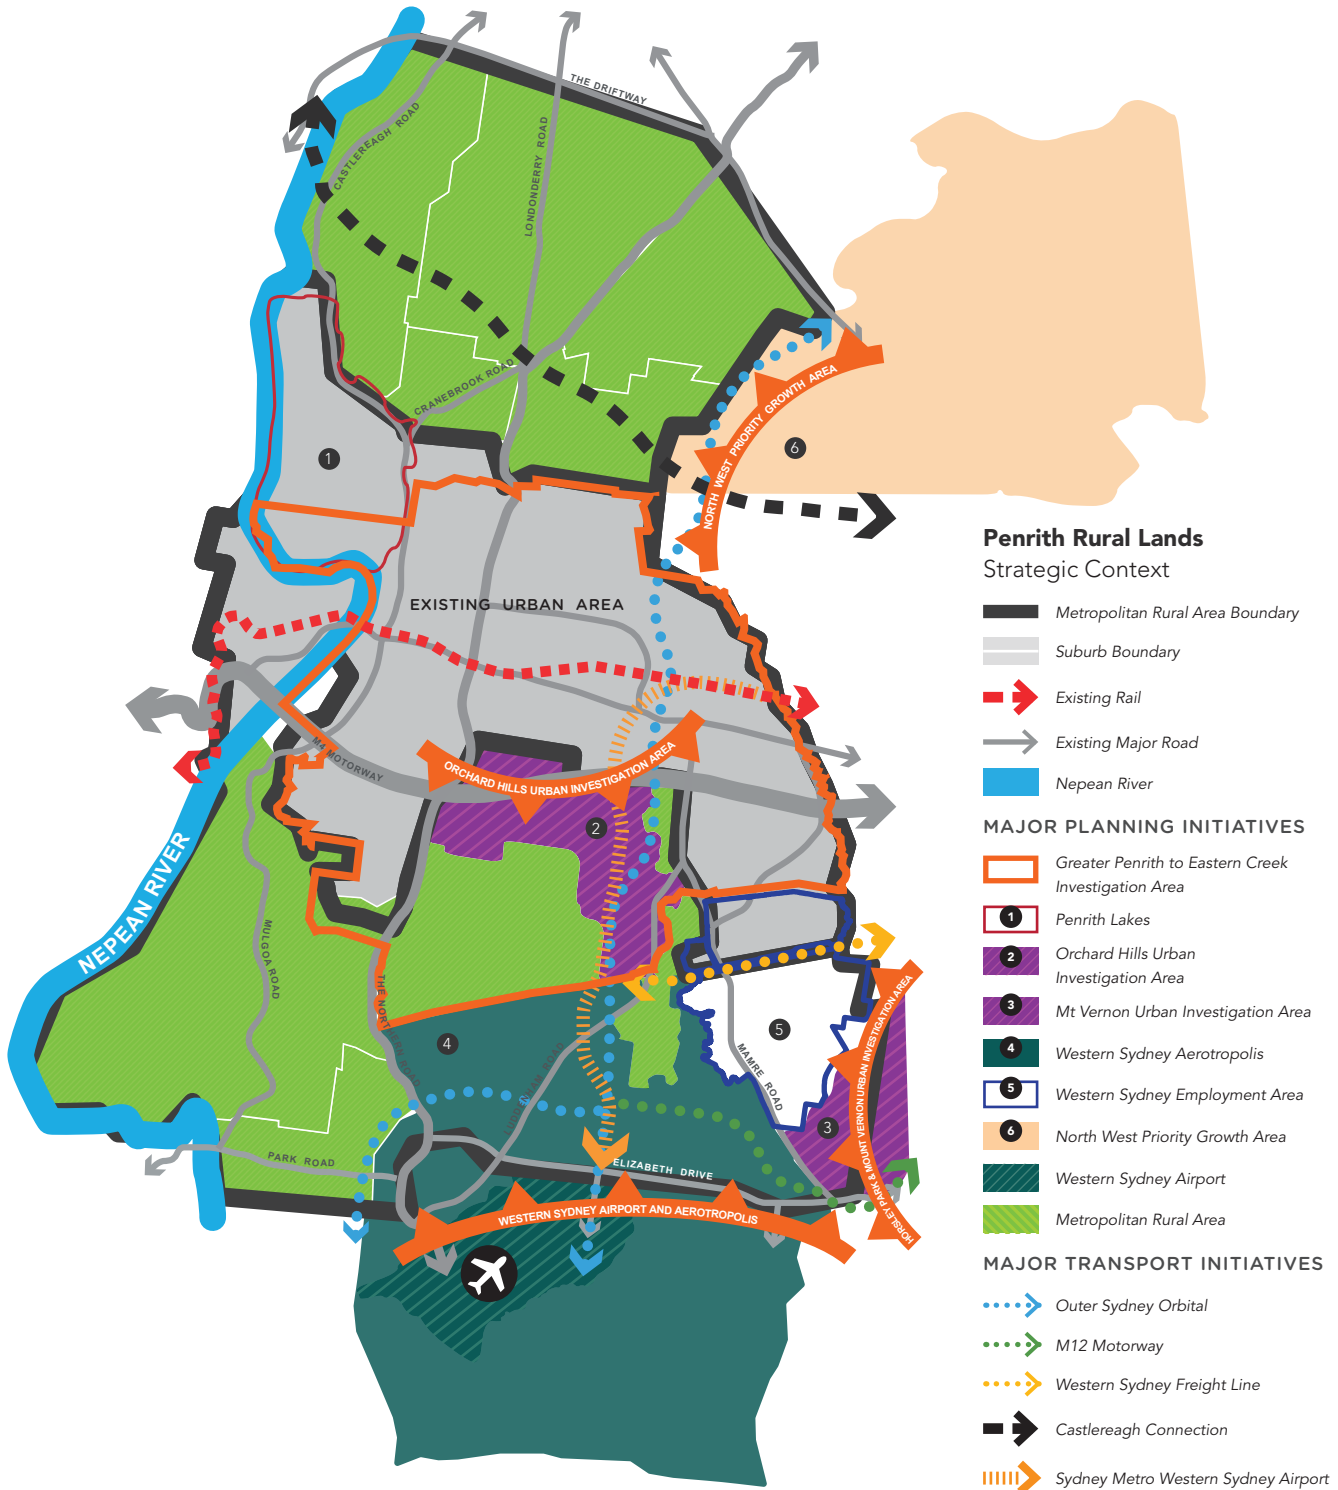 THE DRIFTWAY
CASTLEREAGH ROAD
LONDONDERRY ROAD
CRANEBROOK ROAD
NORTH WEST PRIORITY GROWTH AREA
6
1
EXISTING URBAN AREA
M4 MOTORWAY
ORCHARD HILLS URBAN INVESTIGATION AREA
2
NEPEAN RIVER
MULGOA ROAD
THE NORTHERN ROAD
4
LUDDENHAM ROAD
5
MAMRE ROAD
HORSLEY PARK & MOUNT VERNON URBAN INVESTIGATION AREA
3
PARK ROAD
ELIZABETH DRIVE
WESTERN SYDNEY AIRPORT AND AEROTROPOLIS
Penrith Rural Lands
Strategic Context
Metropolitan Rural Area Boundary
Suburb Boundary
Existing Rail
Existing Major Road
Nepean River
MAJOR PLANNING INITIATIVES
Greater Penrith to Eastern Creek
Investigation Area
1 Penrith Lakes
2 Orchard Hills Urban
Investigation Area
3 Mt Vernon Urban Investigation Area
4 Western Sydney Aerotropolis
5 Western Sydney Employment Area
6 North West Priority Growth Area
Western Sydney Airport
Metropolitan Rural Area
MAJOR TRANSPORT INITIATIVES
Outer Sydney Orbital
M12 Motorway
Western Sydney Freight Line
Castlereagh Connection
Sydney Metro Western Sydney Airport